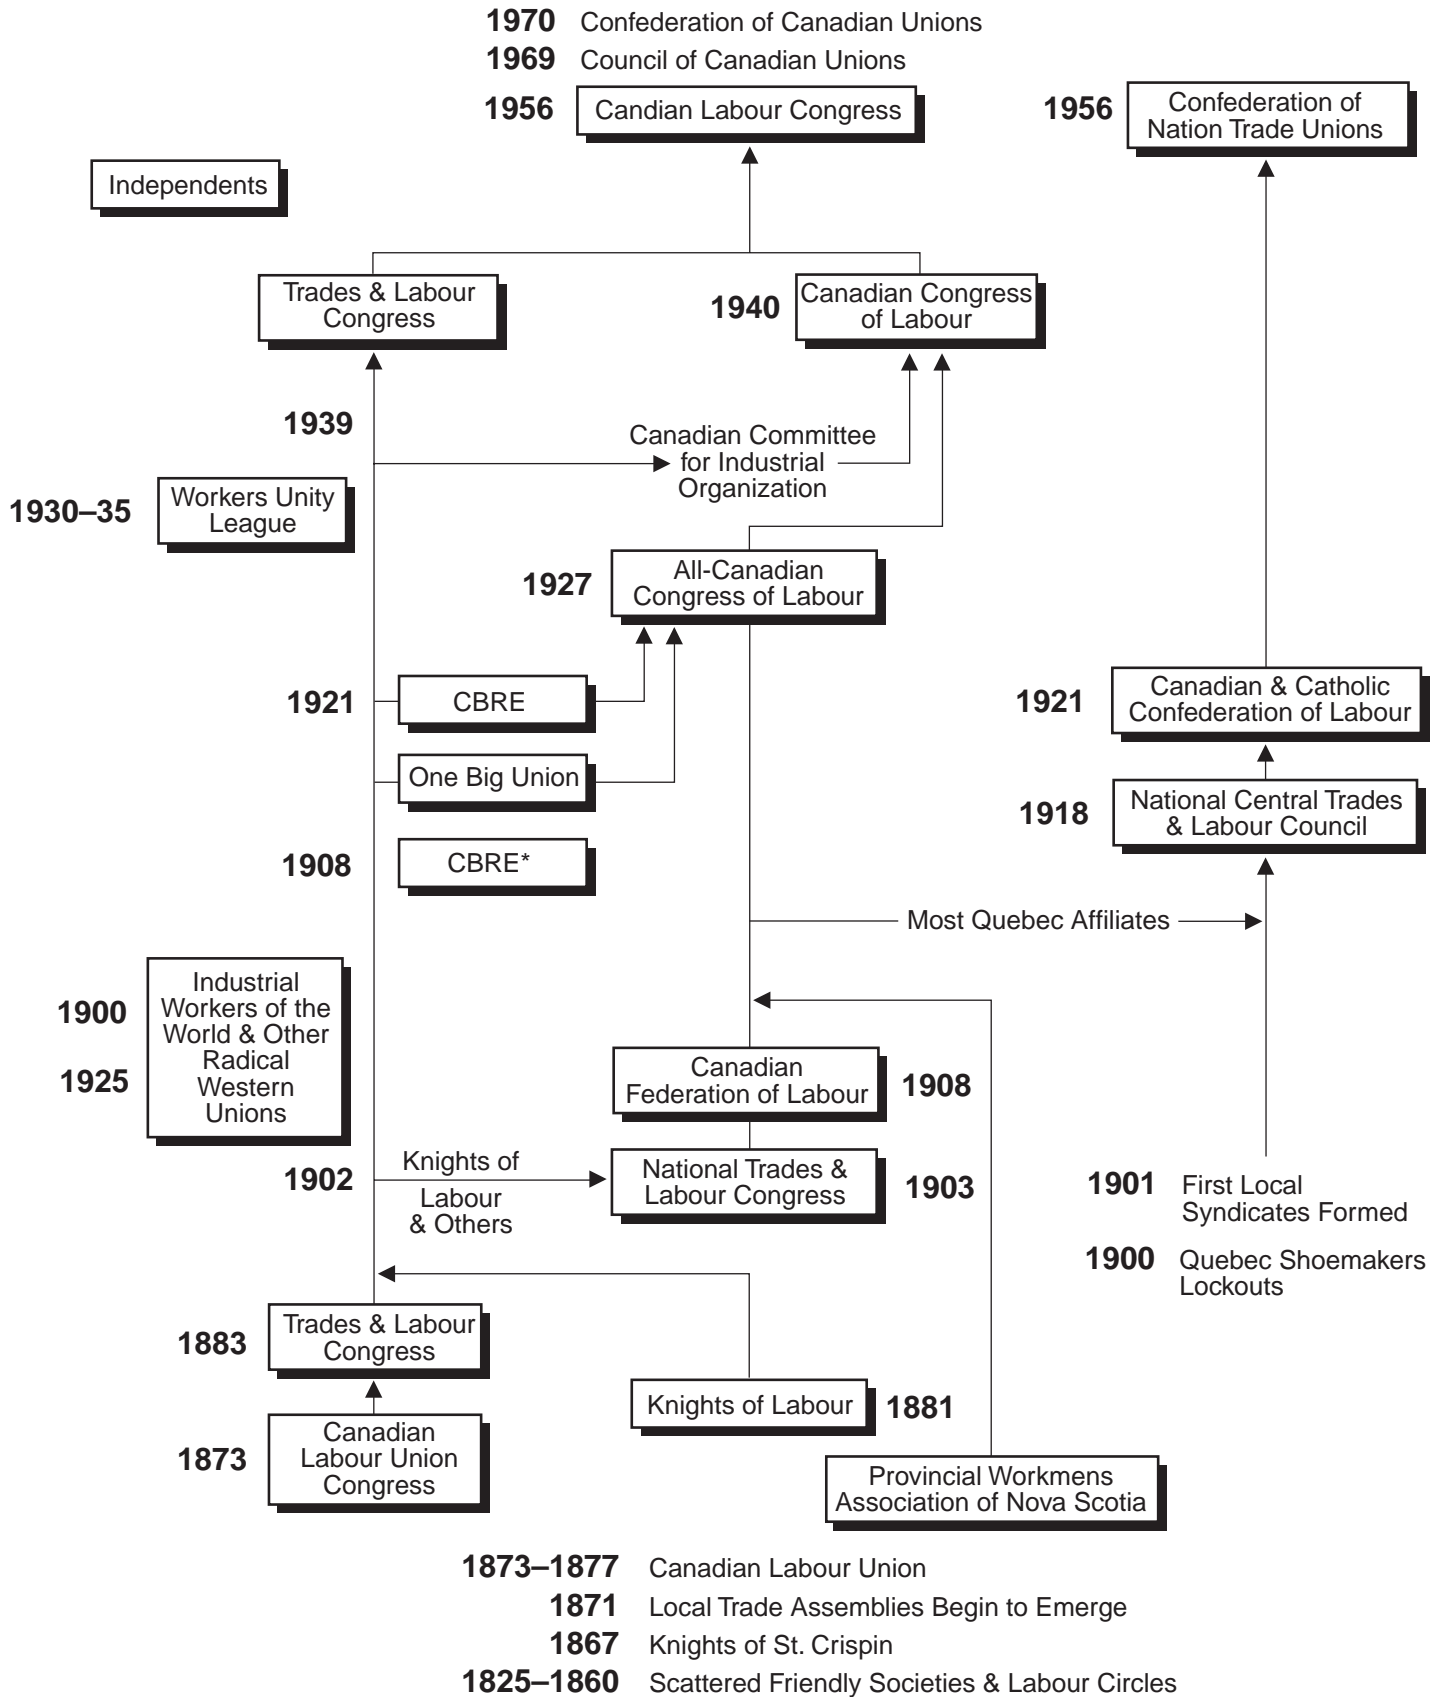 1970 Confederation of Canadian Unions
1969 Council of Canadian Unions
1956 Candian Labour Congress
1956 Confederation of
Nation Trade Unions
Independents
Trades & Labour
Congress
1940 Canadian Congress
of Labour
1939
Canadian Committee
for Industrial
Organization
1930–35 Workers Unity
League
1927 All-Canadian
Congress of Labour
1921 CBRE
1921 Canadian & Catholic
Confederation of Labour
One Big Union
1918 National Central Trades
& Labour Council
1908 CBRE*
Most Quebec Affiliates
1900
1925
Industrial
Workers of the
World & Other
Radical
Western
Unions
Canadian
Federation of Labour 1908
1902 Knights of
Labour
& Others
National Trades &
Labour Congress 1903
1901 First Local
Syndicates Formed
1900 Quebec Shoemakers
Lockouts
1883 Trades & Labour
Congress
Knights of Labour 1881
1873 Canadian
Labour Union
Congress
Provincial Workmens
Association of Nova Scotia
1873–1877 Canadian Labour Union
1871 Local Trade Assemblies Begin to Emerge
1867 Knights of St. Crispin
1825–1860 Scattered Friendly Societies & Labour Circles